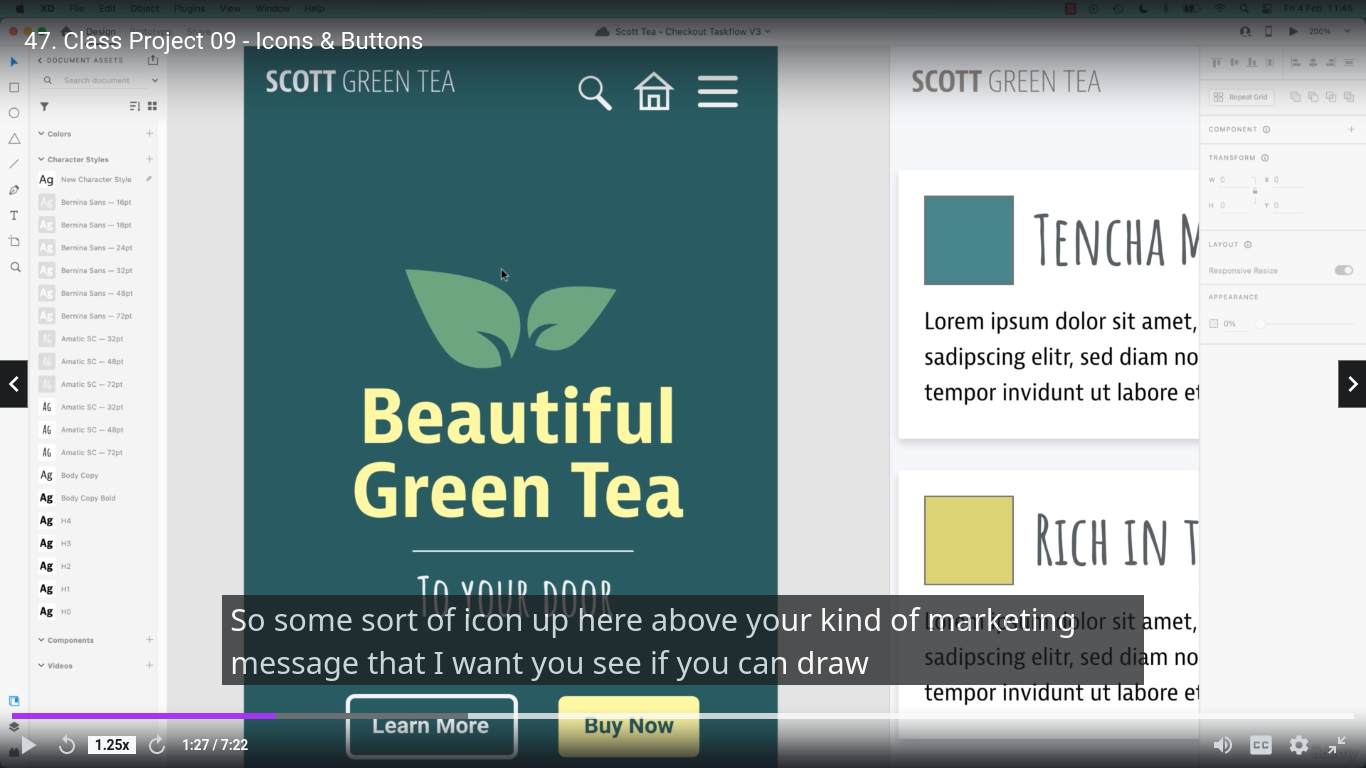 XD File Edit Object Plugins View Window Help Fri 4 Feb 11:45
47. Class Project 09 - Icons & Buttons
Scott Tea - Checkout Taskflow V3
200%
DOCUMENT ASSETS
Search document
Colors
Character Styles
Ag New Character Style
Ag Bernina Sans — 16pt
Ag Bernina Sans — 18pt
Ag Bernina Sans — 24pt
Ag Bernina Sans — 32pt
Ag Bernina Sans — 48pt
Ag Bernina Sans — 72pt
AG Amatic SC — 32pt
AG Amatic SC — 48pt
AG Amatic SC — 72pt
AG Amatic SC — 32pt
AG Amatic SC — 48pt
AG Amatic SC — 72pt
Ag Body Copy
Ag Body Copy Bold
Ag H4
Ag H3
Ag H2
Ag H1
Ag H0
Components
Videos
SCOTT GREEN TEA
Beautiful
Green Tea
TO YOUR DOOR
Learn More
Buy Now
SCOTT GREEN TEA
TENCHA M
Lorem ipsum dolor sit amet,
sadipscing elitr, sed diam no
tempor invidunt ut labore et
RICH IN T
Lorem ipsum dolor sit amet,
sadipscing elitr, sed diam no
tempor invidunt ut labore et
Repeat Grid
COMPONENT
TRANSFORM
W 0 X 0
H 0 Y 0
LAYOUT
Responsive Resize
APPEARANCE
0%
So some sort of icon up here above your kind of marketing
message that I want you see if you can draw
1.25x 1:27 / 7:22
CC